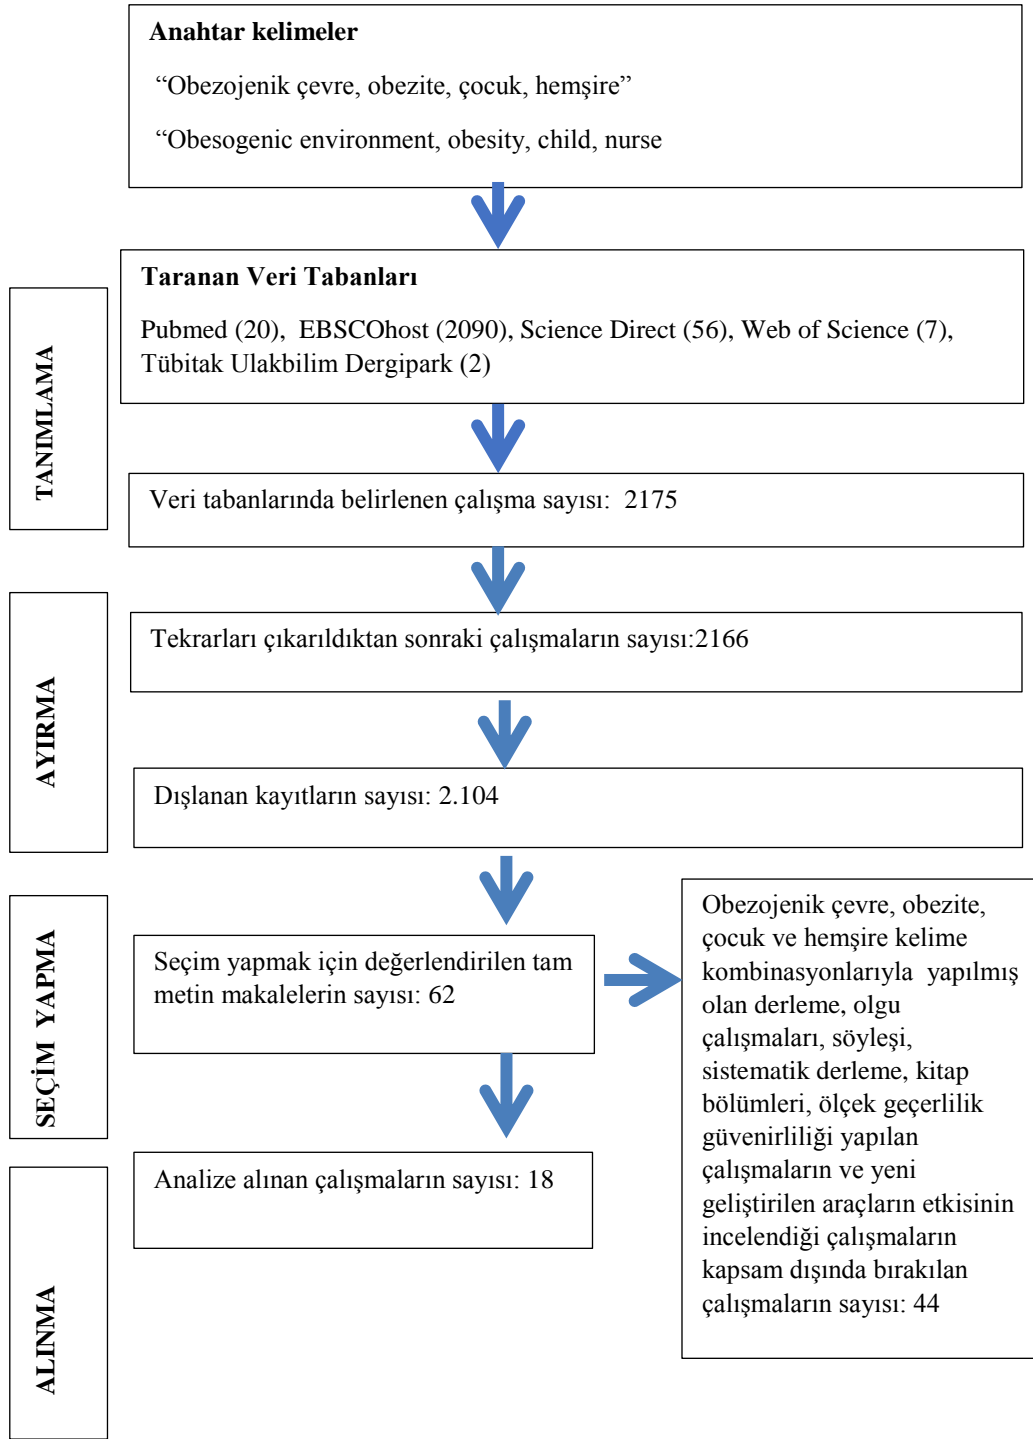 Anahtar kelimeler
“Obezojenik çevre, obezite, çocuk, hemşire”
“Obesogenic environment, obesity, child, nurse
Taranan Veri Tabanları
Pubmed (20), EBSCOhost (2090), Science Direct (56), Web of Science (7),
Tübitak Ulakbilim Dergipark (2)
TANIMLAMA
Veri tabanlarında belirlenen çalışma sayısı: 2175
AYIRMA
Tekrarları çıkarıldıktan sonraki çalışmaların sayısı:2166
Dışlanan kayıtların sayısı: 2.104
SEÇİM YAPMA
Seçim yapmak için değerlendirilen tam
metin makalelerin sayısı: 62
Obezojenik çevre, obezite,
çocuk ve hemşire kelime
kombinasyonlarıyla yapılmış
olan derleme, olgu
çalışmaları, söyleşi,
sistematik derleme, kitap
bölümleri, ölçek geçerlilik
güvenirliliği yapılan
çalışmaların ve yeni
geliştirilen araçların etkisinin
incelendiği çalışmaların
kapsam dışında bırakılan
çalışmaların sayısı: 44
ALINMA
Analize alınan çalışmaların sayısı: 18